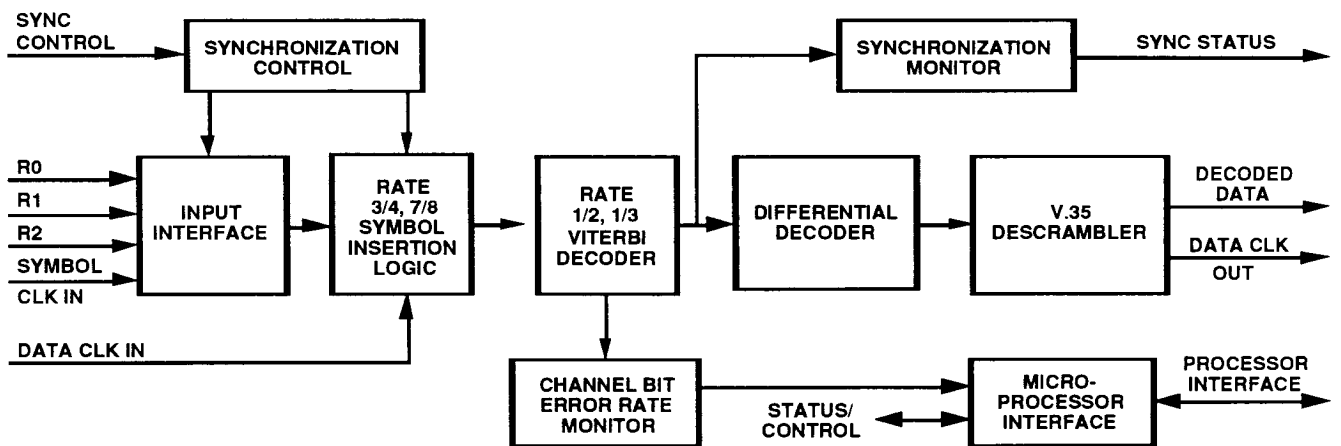 SYNC
CONTROL
SYNCHRONIZATION
CONTROL
SYNCHRONIZATION
MONITOR
SYNC STATUS
R0
R1
R2
SYMBOL
CLK IN
DATA CLK IN
INPUT
INTERFACE
RATE
3/4, 7/8
SYMBOL
INSERTION
LOGIC
RATE
1/2, 1/3
VITERBI
DECODER
DIFFERENTIAL
DECODER
V.35
DESCRAMBLER
DECODED
DATA
DATA CLK
OUT
CHANNEL BIT
ERROR RATE
MONITOR
STATUS/
CONTROL
MICRO-
PROCESSOR
INTERFACE
PROCESSOR
INTERFACE